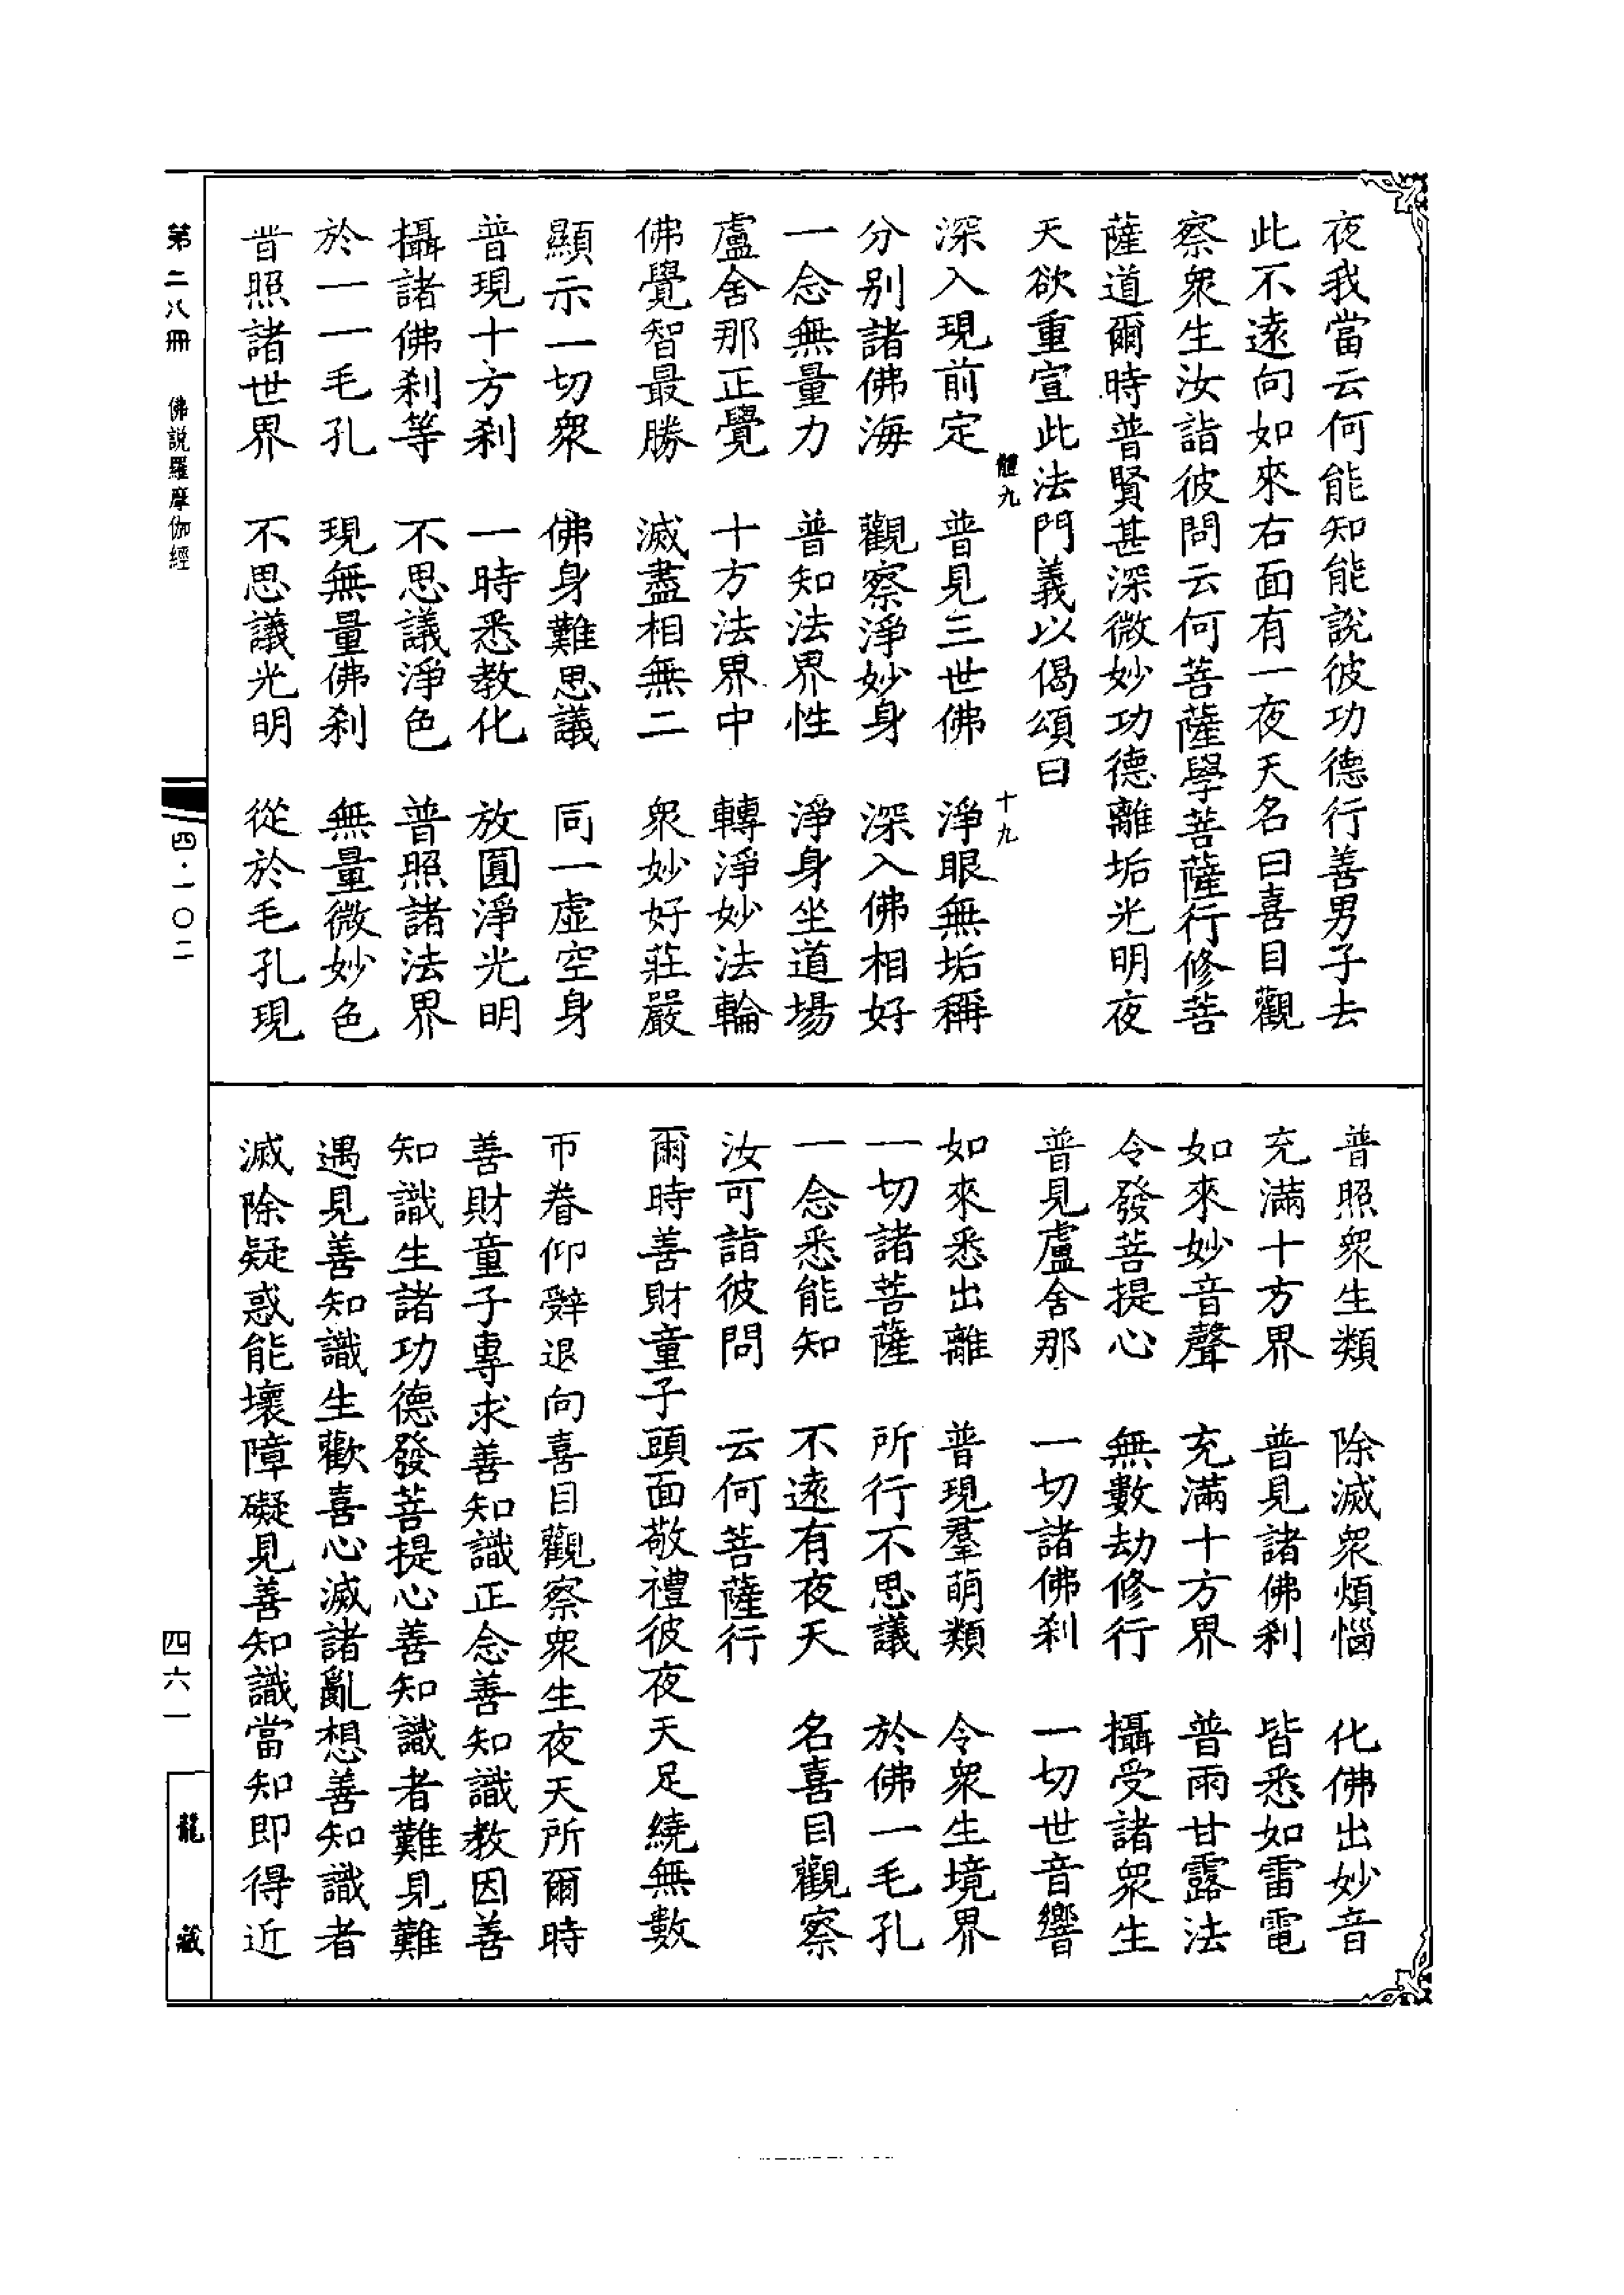 夜我當云何能知能說彼功德行善男子去
此不遠向如來右面有一夜天名曰喜目觀
察衆生汝詣彼問云何菩薩學菩薩行修菩
薩道爾時普賢甚深微妙功德離垢光明夜
天欲重宣此法門義以偈頌曰
體九　十九
深入現前定　普見三世佛　淨眼無垢稱
分别諸佛海　觀察淨妙身　深入佛相好
一念無量力　普知法界性　淨身坐道場
盧舍那正覺　十方法界中　轉淨妙法輪
佛覺智最勝　滅盡相無二　衆妙好莊嚴
顯示一切衆　佛身難思議　同一虛空身
普現十方刹　一時悉教化　放圓淨光明
攝諸佛刹等　不思議淨色　普照諸法界
於一一毛孔　現無量佛刹　無量微妙色
普照諸世界　不思議光明　從於毛孔現
普照衆生類　除滅衆煩惱　化佛出妙音
充滿十方界　普見諸佛刹　皆悉如雷電
如來妙音聲　充滿十方界　普雨甘露法
令發菩提心　無數劫修行　攝受諸衆生
普見盧舍那　一切諸佛刹　一切世音響
如來悉出離　普現羣萌類　令衆生境界
一切諸菩薩　所行不思議　於佛一毛孔
一念悉能知　不遠有夜天　名喜目觀察
汝可詣彼問　云何菩薩行
爾時善財童子頭面敬禮彼夜天足繞無數
帀眷仰辭退向喜目觀察衆生夜天所爾時
善財童子專求善知識正念善知識教因善
知識生諸功德發菩提心善知識者難見難
遇見善知識生歡喜心滅諸亂想善知識者
滅除疑惑能壞障礙見善知識當知即得近
第二八冊　佛說羅摩伽經　四·一〇二　四六一　龍藏